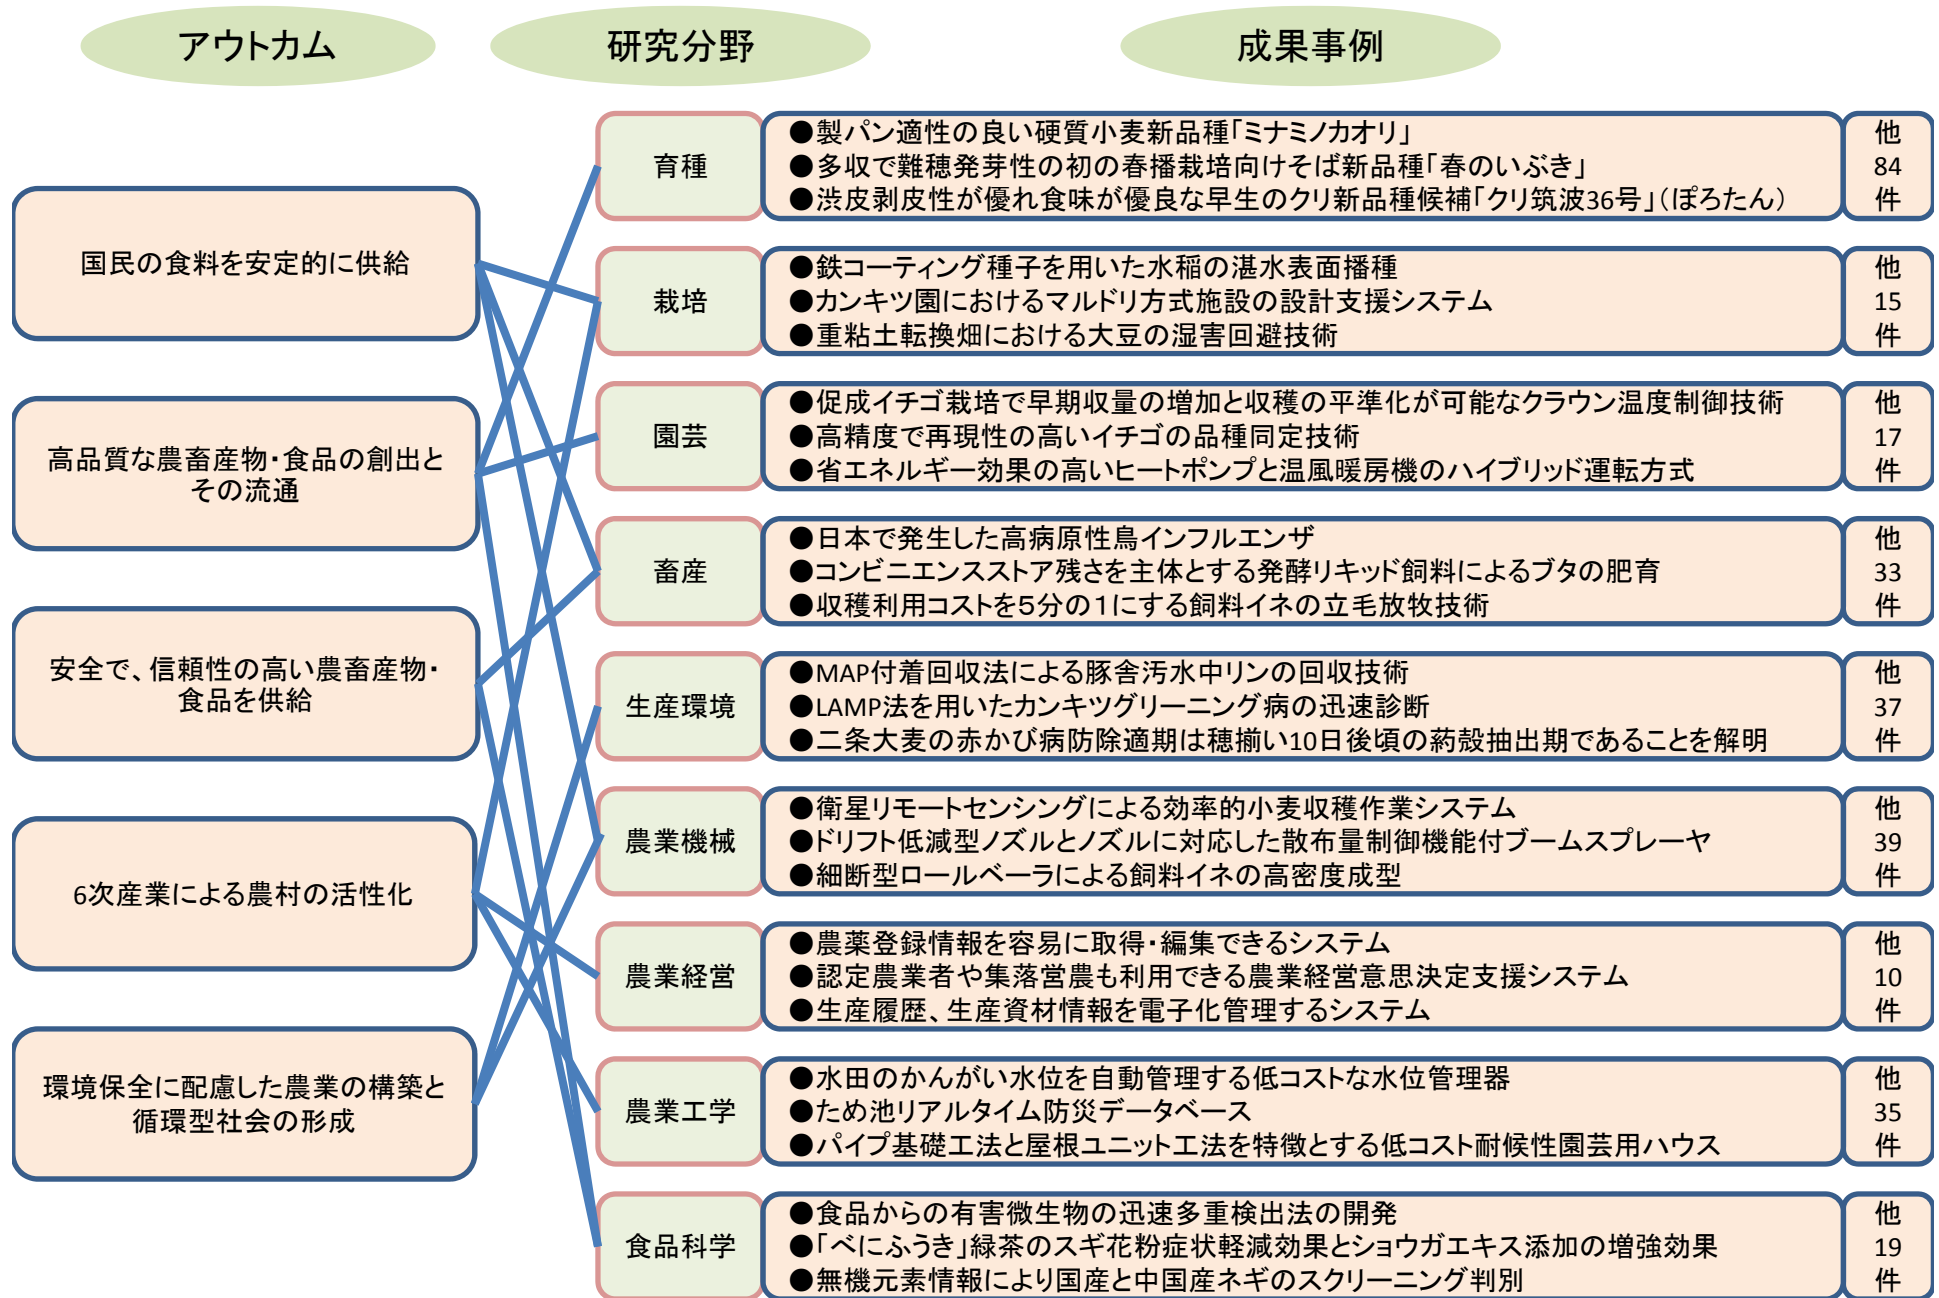 アウトカム
研究分野
成果事例
国民の食料を安定的に供給
高品質な農畜産物・食品の創出と
その流通
安全で、信頼性の高い農畜産物・
食品を供給
6次産業による農村の活性化
環境保全に配慮した農業の構築と
循環型社会の形成
育種
●製パン適性の良い硬質小麦新品種「ミナミノカオリ」
●多収で難穂発芽性の初の春播栽培向けそば新品種「春のいぶき」
●渋皮剥皮性が優れ食味が優良な早生のクリ新品種候補「クリ筑波36号」（ぽろたん）
他
84
件
栽培
●鉄コーティング種子を用いた水稲の湛水表面播種
●カンキツ園におけるマルドリ方式施設の設計支援システム
●重粘土転換畑における大豆の湿害回避技術
他
15
件
園芸
●促成イチゴ栽培で早期収量の増加と収穫の平準化が可能なクラウン温度制御技術
●高精度で再現性の高いイチゴの品種同定技術
●省エネルギー効果の高いヒートポンプと温風暖房機のハイブリッド運転方式
他
17
件
畜産
●日本で発生した高病原性鳥インフルエンザ
●コンビニエンスストア残さを主体とする発酵リキッド飼料によるブタの肥育
●収穫利用コストを５分の１にする飼料イネの立毛放牧技術
他
33
件
生産環境
●MAP付着回収法による豚舎汚水中リンの回収技術
●LAMP法を用いたカンキツグリーニング病の迅速診断
●二条大麦の赤かび病防除適期は穂揃い10日後頃の葯殻抽出期であることを解明
他
37
件
農業機械
●衛星リモートセンシングによる効率的小麦収穫作業システム
●ドリフト低減型ノズルとノズルに対応した散布量制御機能付ブームスプレーヤ
●細断型ロールベーラによる飼料イネの高密度成型
他
39
件
農業経営
●農薬登録情報を容易に取得・編集できるシステム
●認定農業者や集落営農も利用できる農業経営意思決定支援システム
●生産履歴、生産資材情報を電子化管理するシステム
他
10
件
農業工学
●水田のかんがい水位を自動管理する低コストな水位管理器
●ため池リアルタイム防災データベース
●パイプ基礎工法と屋根ユニット工法を特徴とする低コスト耐候性園芸用ハウス
他
35
件
食品科学
●食品からの有害微生物の迅速多重検出法の開発
●「べにふうき」緑茶のスギ花粉症状軽減効果とショウガエキス添加の増強効果
●無機元素情報により国産と中国産ネギのスクリーニング判別
他
19
件